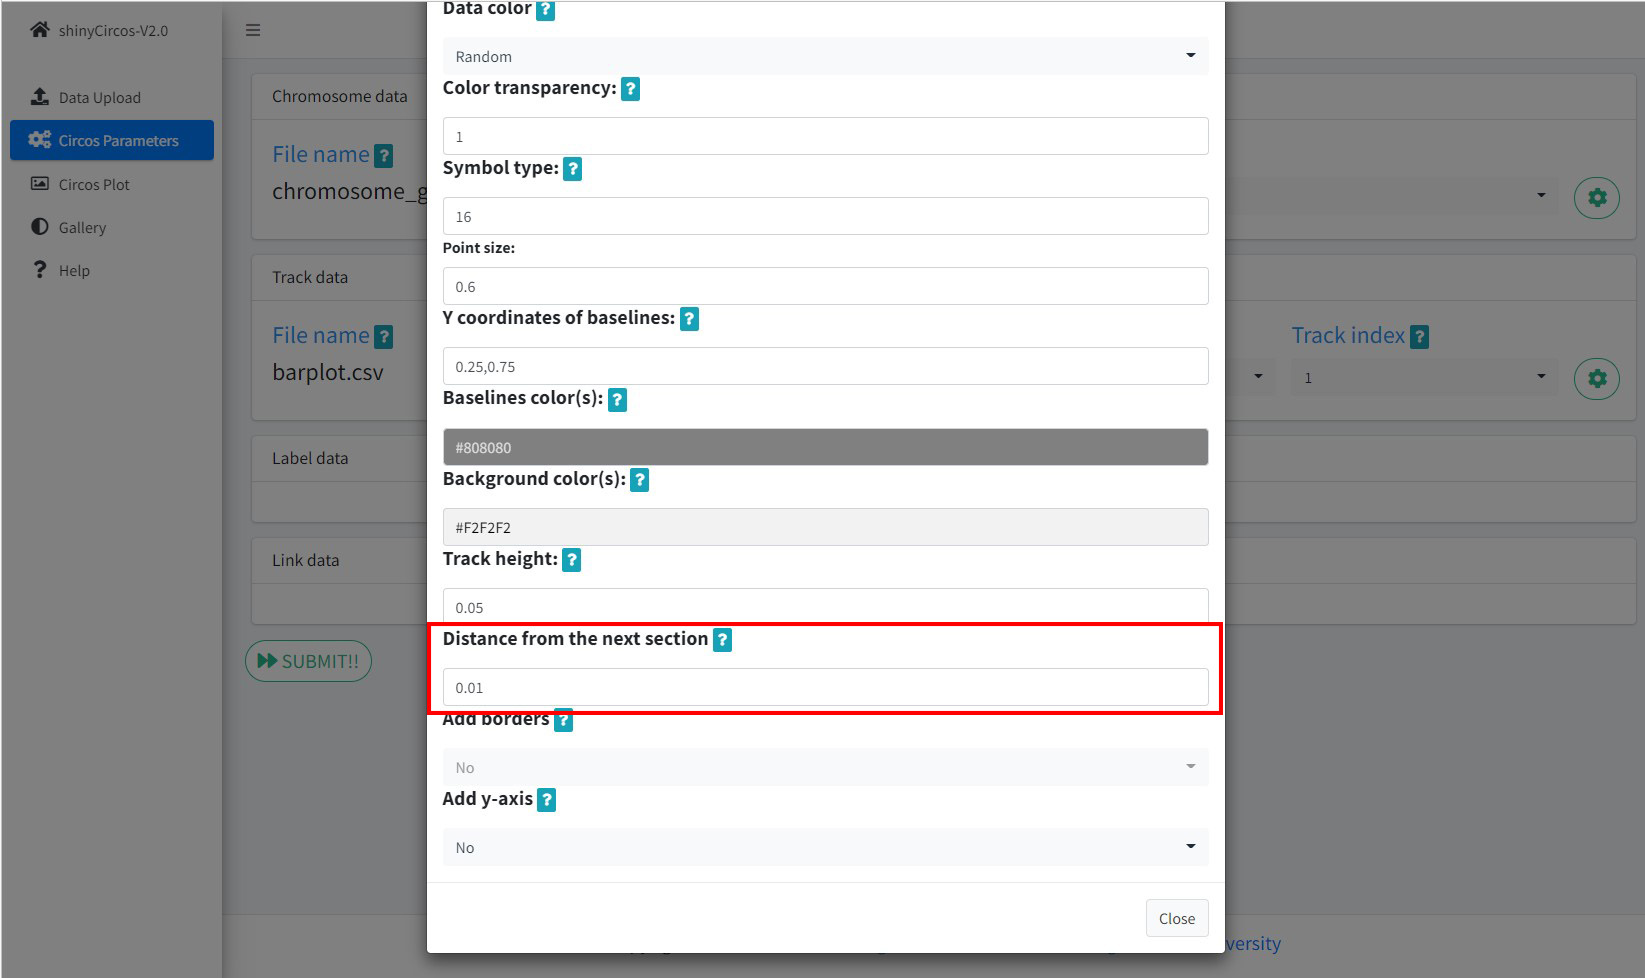 shinyCircos-V2.0
Data Upload
Circos Parameters
Circos Plot
Gallery
Help
Chromosome data
File name ?
chromosome_g
Track data
File name ?
barplot.csv
Track index ?
1
Label data
Link data
SUBMIT!!
Data color ?
Random
Color transparency: ?
1
Symbol type: ?
16
Point size:
0.6
Y coordinates of baselines: ?
0.25,0.75
Baselines color(s): ?
#808080
Background color(s): ?
#F2F2F2
Track height: ?
0.05
Distance from the next section ?
0.01
Add borders ?
No
Add y-axis ?
No
Close
versity